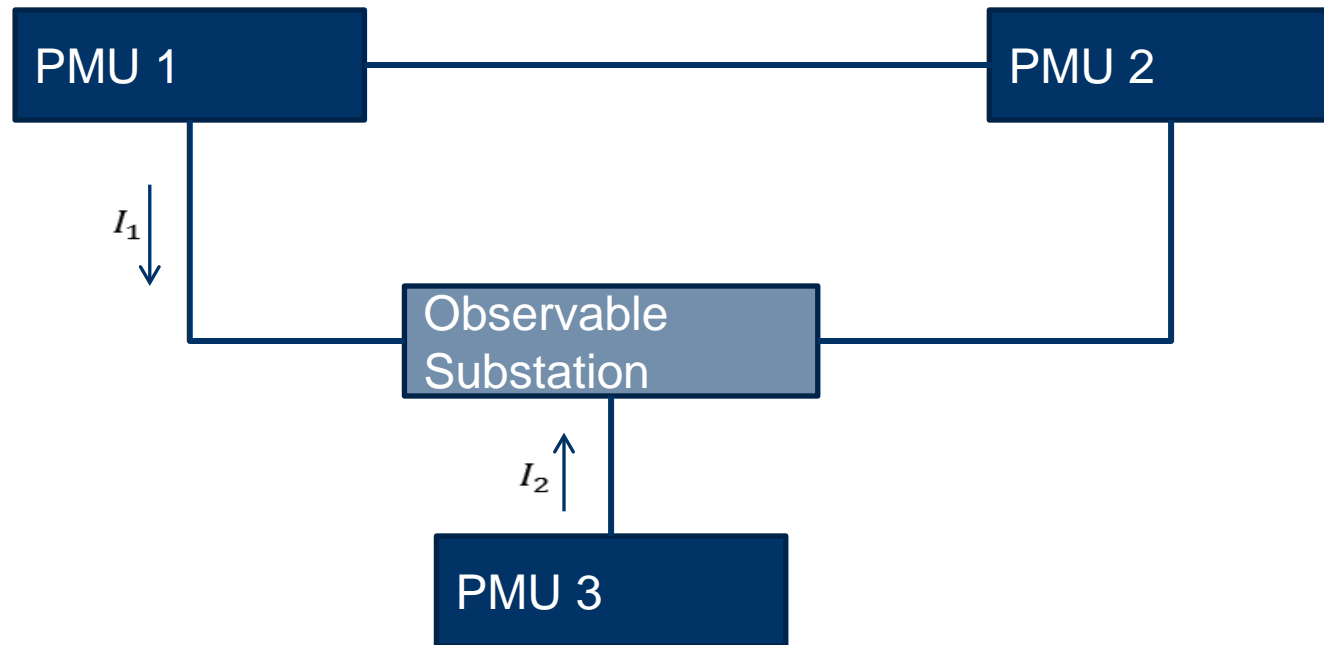 PMU 1
PMU 2
I₁
Observable
Substation
I₂
PMU 3